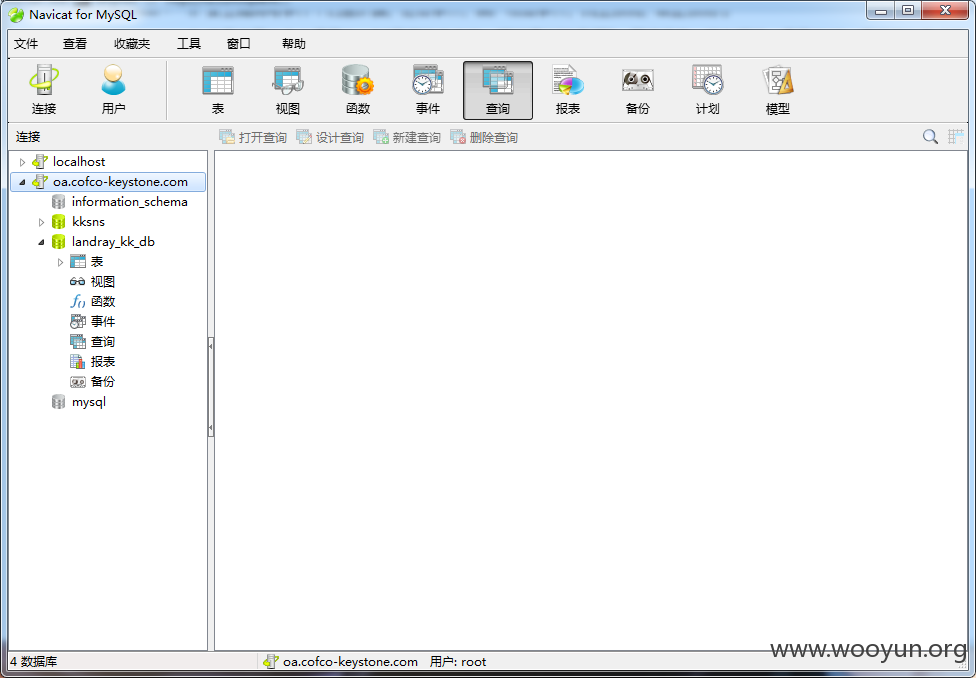 Navicat for MySQL
文件 查看 收藏夹 工具 窗口 帮助
连接 用户 表 视图 函数 事件 查询 报表 备份 计划 模型
连接 打开查询 设计查询 新建查询 删除查询
localhost
oa.cofco-keystone.com
information_schema
kksns
landray_kk_db
表
视图
函数
事件
查询
报表
备份
mysql
www.wooyun.org
4 数据库 oa.cofco-keystone.com 用户: root